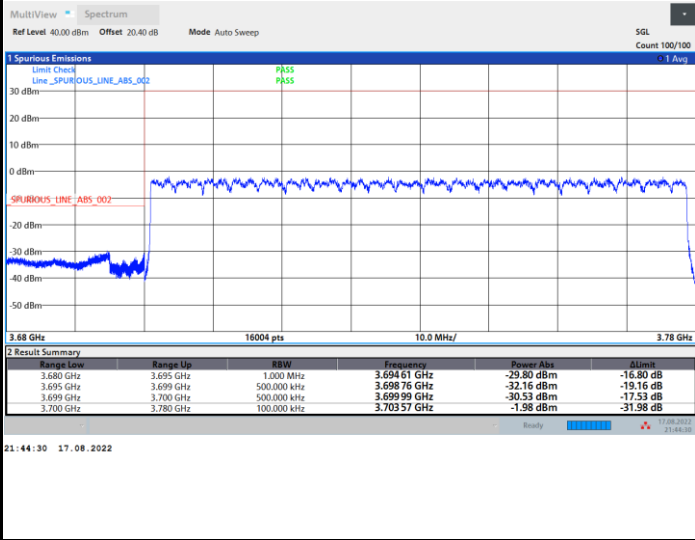 MultiView Spectrum
Ref Level 40.00 dBm Offset 20.40 dB Mode Auto Sweep SGL
Count 100/100
1 Spurious Emissions 1 Avg
Limit Check PASS
Line _SPURIOUS_LINE_ABS_002 PASS
30 dBm
20 dBm
10 dBm
0 dBm
_SPURIOUS_LINE_ABS_002
-20 dBm
-30 dBm
-40 dBm
-50 dBm
3.68 GHz 16004 pts 10.0 MHz/ 3.78 GHz
2 Result Summary
Range Low Range Up RBW Frequency Power Abs ΔLimit
3.680 GHz 3.695 GHz 1.000 MHz 3.694 61 GHz -29.80 dBm -16.80 dB
3.695 GHz 3.699 GHz 500.000 kHz 3.698 76 GHz -32.16 dBm -19.16 dB
3.699 GHz 3.700 GHz 500.000 kHz 3.699 99 GHz -30.53 dBm -17.53 dB
3.700 GHz 3.780 GHz 100.000 kHz 3.703 57 GHz -1.98 dBm -31.98 dB
Ready 17.08.2022
21:44:30
21:44:30 17.08.2022